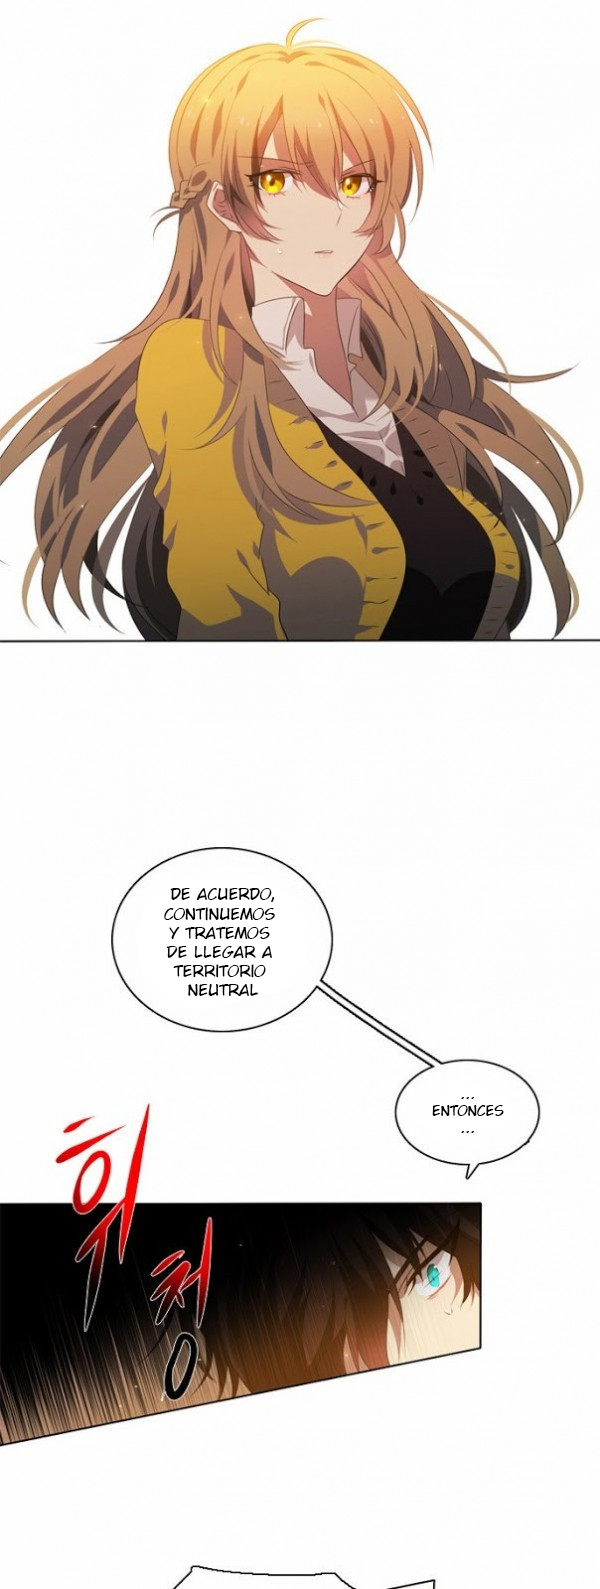 DE ACUERDO,
CONTINUEMOS
Y TRATEMOS
DE LLEGAR A
TERRITORIO
NEUTRAL
...
ENTONCES
...
휘
청